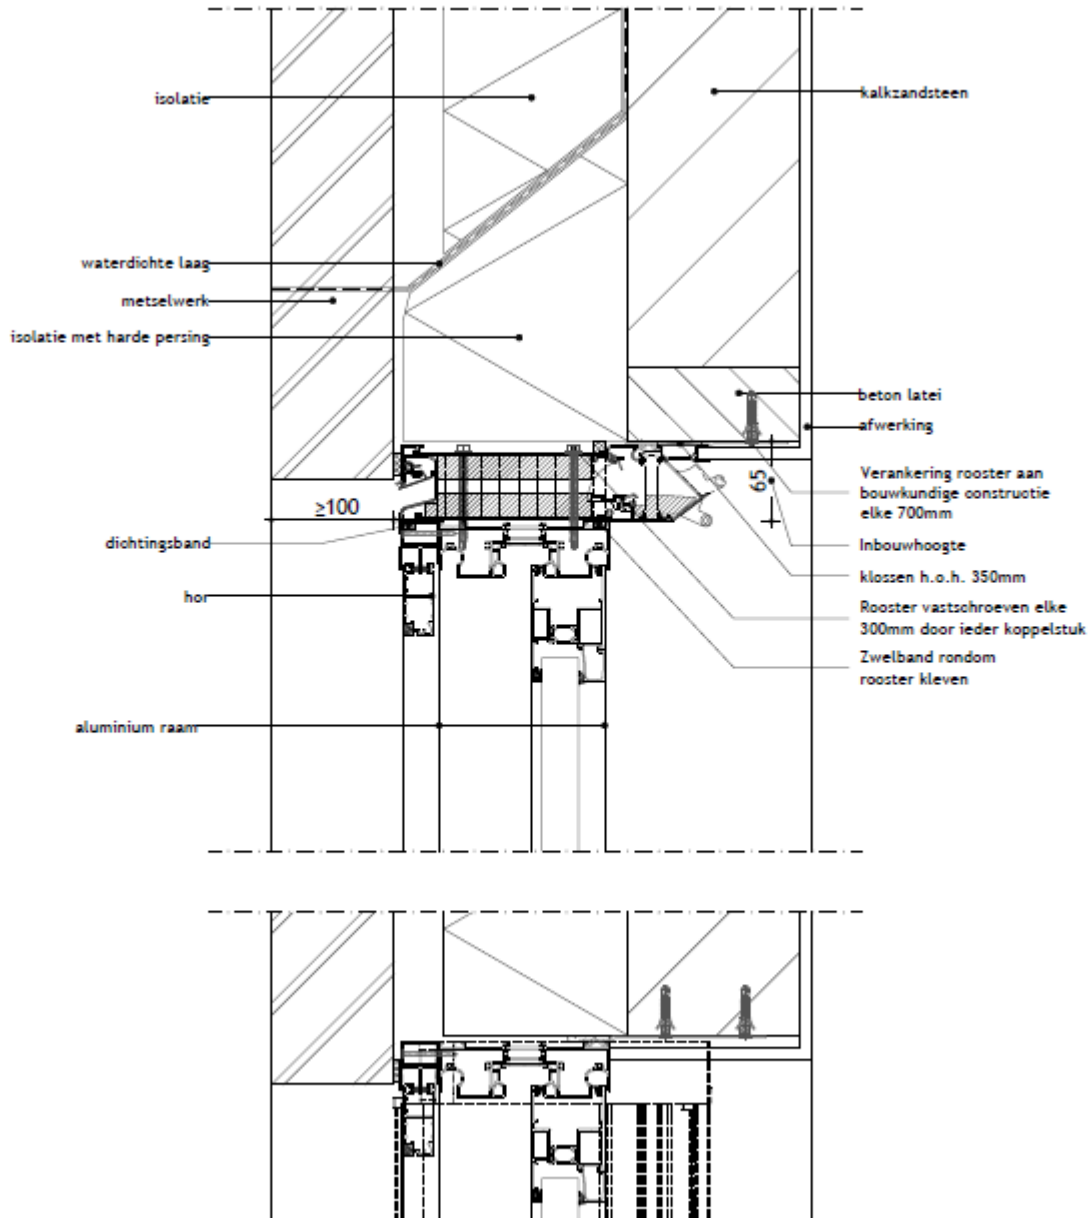 isolatie
kalkzandsteen
waterdichte laag
metselwerk
isolatie met harde persing
beton latei
afwerking
Verankering rooster aan
bouwkundige constructie
elke 700mm
65
≥100
dichtingsband
Inbouwhoogte
klossen h.o.h. 350mm
hor
Rooster vastschroeven elke
300mm door ieder koppelstuk
Zwelband rondom
rooster kleven
aluminium raam